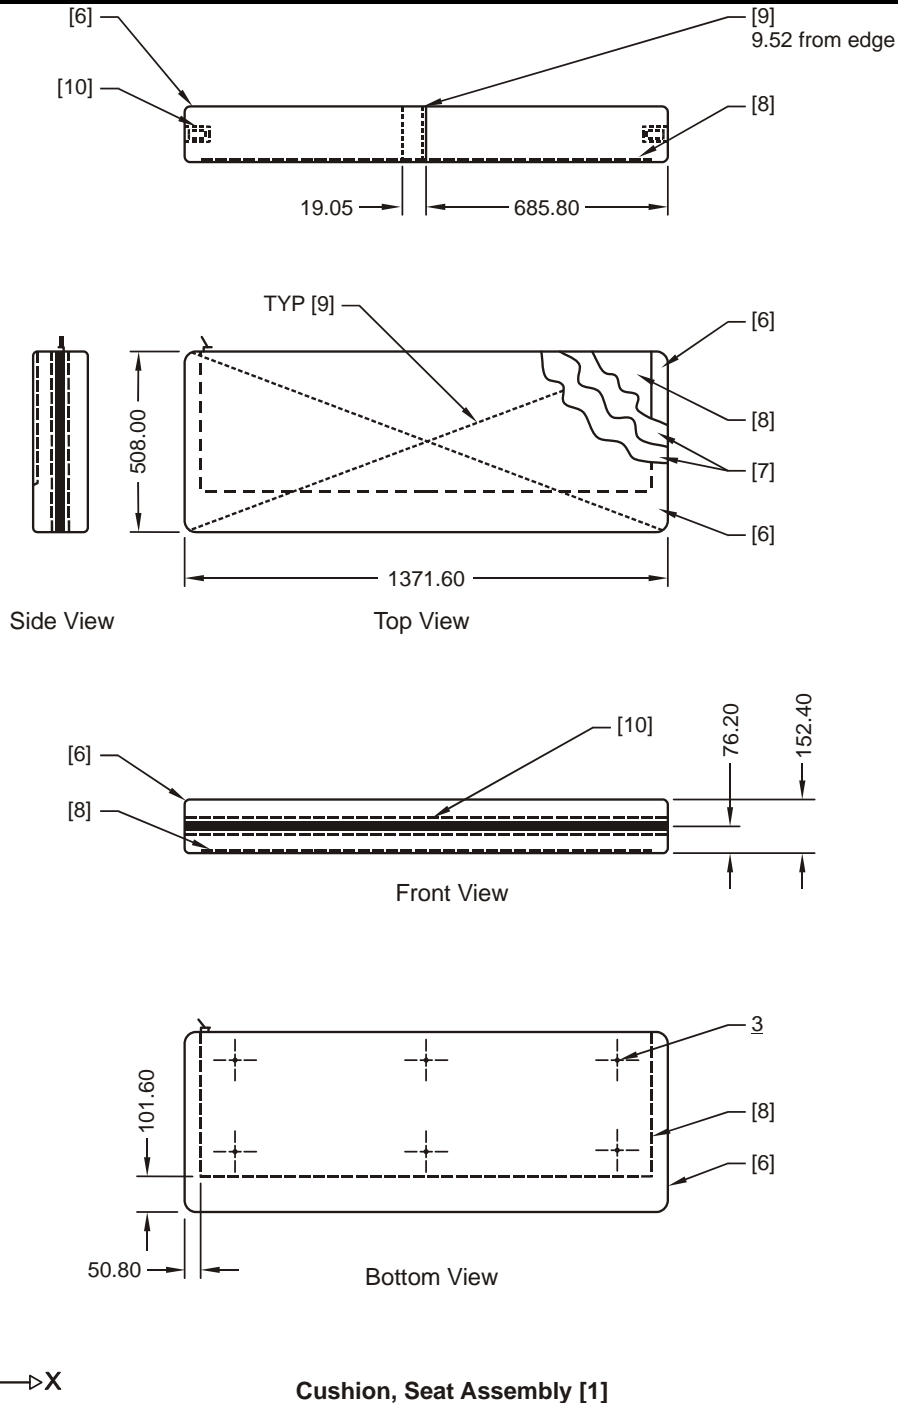 [6]
[9]
9.52 from edge
[10]
[8]
19.05
685.80
TYP [9]
[6]
508.00
[8]
[7]
[6]
1371.60
Side View
Top View
76.20
152.40
[10]
[6]
[8]
Front View
3
101.60
[8]
[6]
50.80
Bottom View
X
Cushion, Seat Assembly [1]